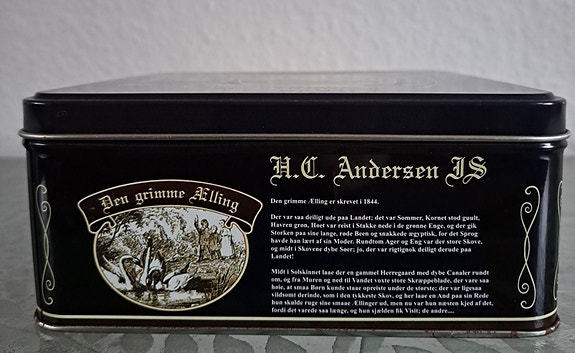 H.C. Andersen IS
Den grimme Ælling
Den grimme Ælling er skrevet i 1844.
Der var saa deiligt ude paa Landet; det var Sommer, Kornet stod guult,
Havren grøn, Hoet var reist i Stakke nede i de grønne Enge, og der gik
Storken paa sine lange, røde Been og snakkede ægyptisk, for det Sprog
havde han lært af sin Moder. Rundtom Ager og Eng var der store Skove,
og midt i Skovene dybe Søer; jo, der var rigtignok deiligt derude paa
Landet!
Midt i Solskinnet laae der en gammel Herregaard med dybe Canaler rundt
om, og fra Muren og ned til Vandet voxte store Skræppeblade, der vare saa
høie, at smaa Børn kunde staae opreiste under de største; der var ligesaa
vildsomt derinde, som i den tykkeste Skov, og her laae en And paa sin Rede
hun skulde ruge sine smaae Ællinger ud, men nu var hun næsten kjed af det,
fordi det varede saa længe, og hun sjælden fik Visit; de andre....